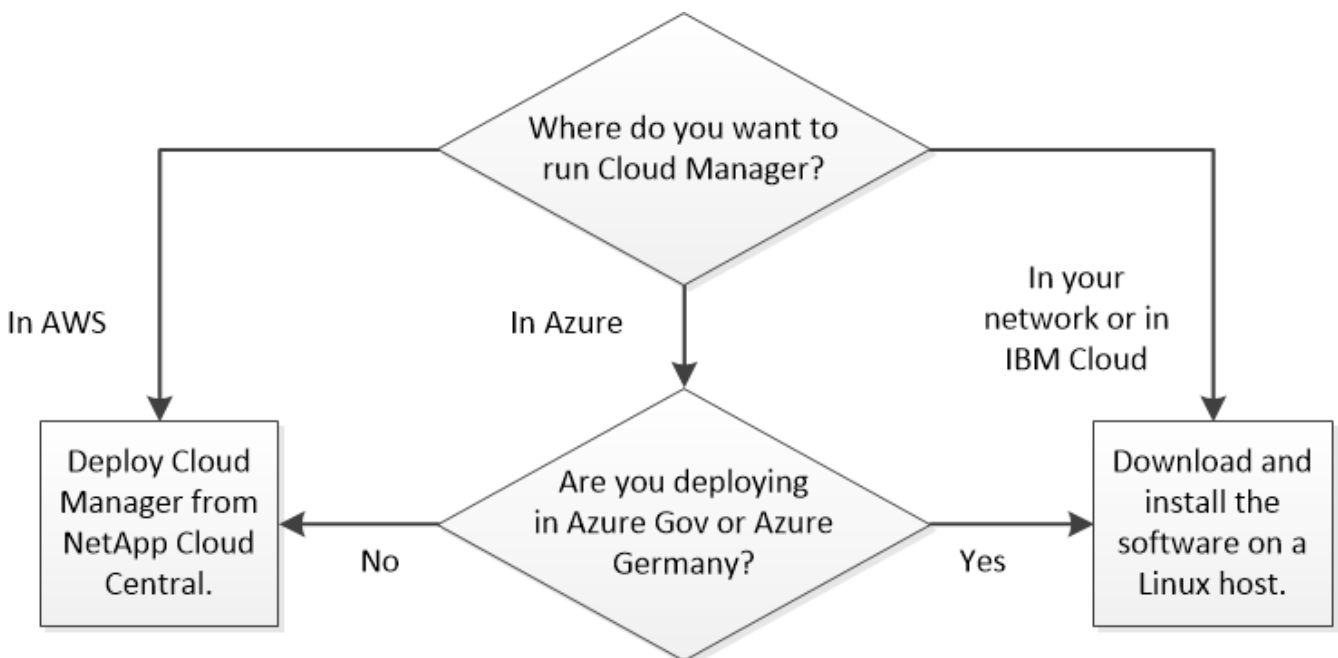 Where do you want to
run Cloud Manager?
In AWS
In Azure
In your
network or in
IBM Cloud
Deploy Cloud
Manager from
NetApp Cloud
Central.
No
Are you deploying
in Azure Gov or Azure
Germany?
Yes
Download and
install the
software on a
Linux host.